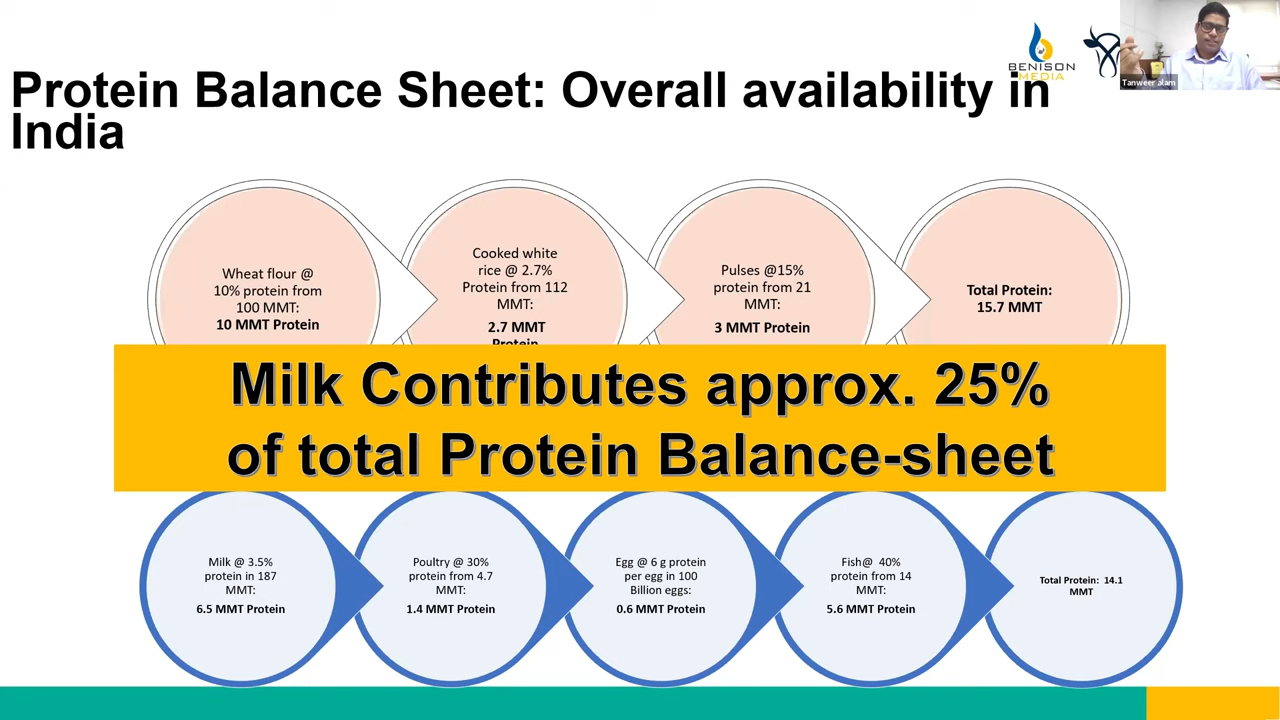 BENISON
MEDIA
Tanweer alam
Protein Balance Sheet: Overall availability in
India
Wheat flour @
10% protein from
100 MMT:
10 MMT Protein
Cooked white
rice @ 2.7%
Protein from 112
MMT:
2.7 MMT
Protein
Pulses @15%
protein from 21
MMT:
3 MMT Protein
Total Protein:
15.7 MMT
Milk Contributes approx. 25%
of total Protein Balance-sheet
Milk @ 3.5%
protein in 187
MMT:
6.5 MMT Protein
Poultry @ 30%
protein from 4.7
MMT:
1.4 MMT Protein
Egg @ 6 g protein
per egg in 100
Billion eggs:
0.6 MMT Protein
Fish@ 40%
protein from 14
MMT:
5.6 MMT Protein
Total Protein: 14.1
MMT